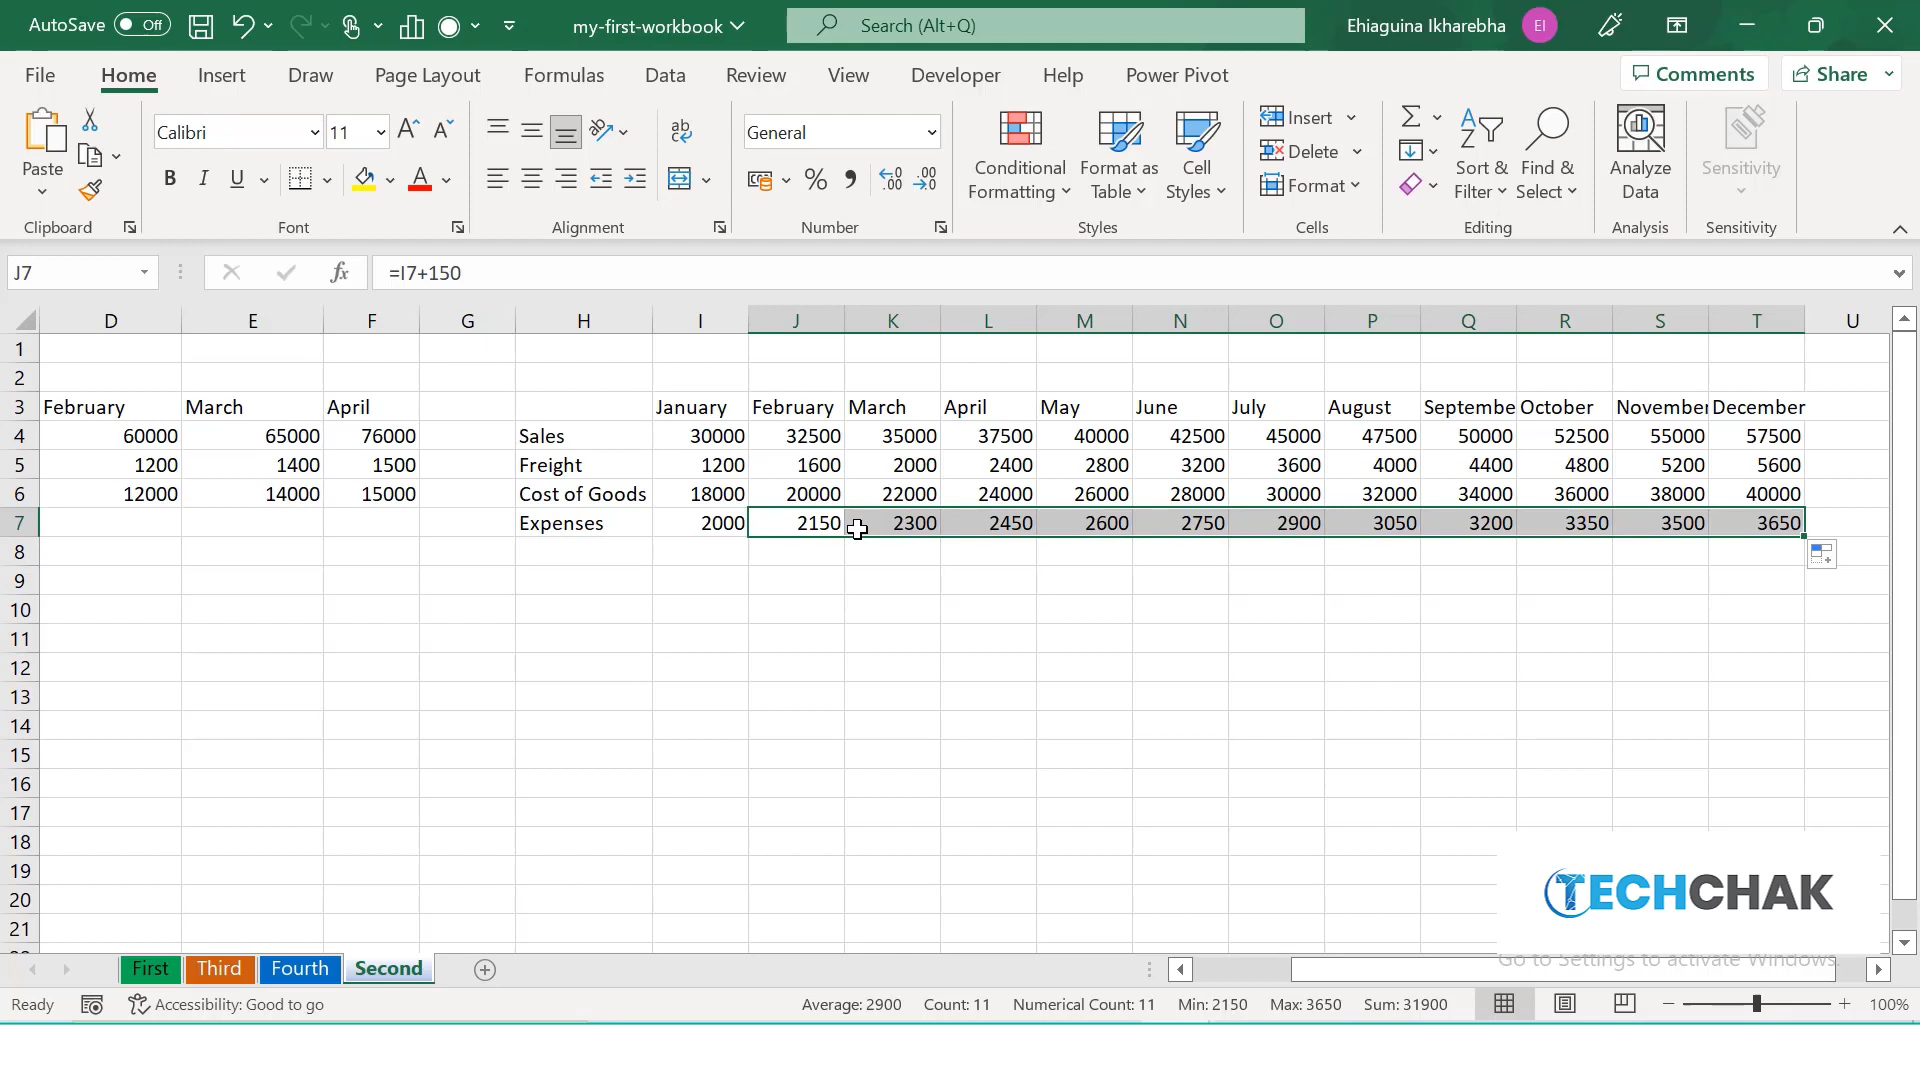 AutoSave Off my-first-workbook Search (Alt+Q) Ehiaguina Ikharebha EI
File Home Insert Draw Page Layout Formulas Data Review View Developer Help Power Pivot Comments Share
Calibri 11 General Insert
ab
Delete
Paste Conditional Format as Cell Sort & Find & Analyze Sensitivity
B I U A % Format
Formatting Table Styles Filter Select Data
Clipboard Font Alignment Number Styles Cells Editing Analysis Sensitivity
J7 fx =I7+150
D E F G H I J K L M N O P Q R S T U
1
2
3 February March April January February March April May June July August Septembe October November December
4 60000 65000 76000 Sales 30000 32500 35000 37500 40000 42500 45000 47500 50000 52500 55000 57500
5 1200 1400 1500 Freight 1200 1600 2000 2400 2800 3200 3600 4000 4400 4800 5200 5600
6 12000 14000 15000 Cost of Goods 18000 20000 22000 24000 26000 28000 30000 32000 34000 36000 38000 40000
7 Expenses 2000 2150 2300 2450 2600 2750 2900 3050 3200 3350 3500 3650
8
9
10
11
12
13
14
15
16
17
18
19
20
21
TECHCHAK
Go to Settings to activate Windows.
First Third Fourth Second
Ready Accessibility: Good to go Average: 2900 Count: 11 Numerical Count: 11 Min: 2150 Max: 3650 Sum: 31900 100%